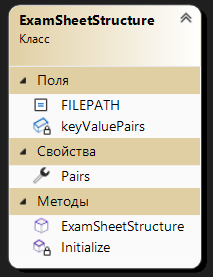 ExamSheetStructure
Класс
Поля
FILEPATH
keyValuePairs
Свойства
Pairs
Методы
ExamSheetStructure
Initialize